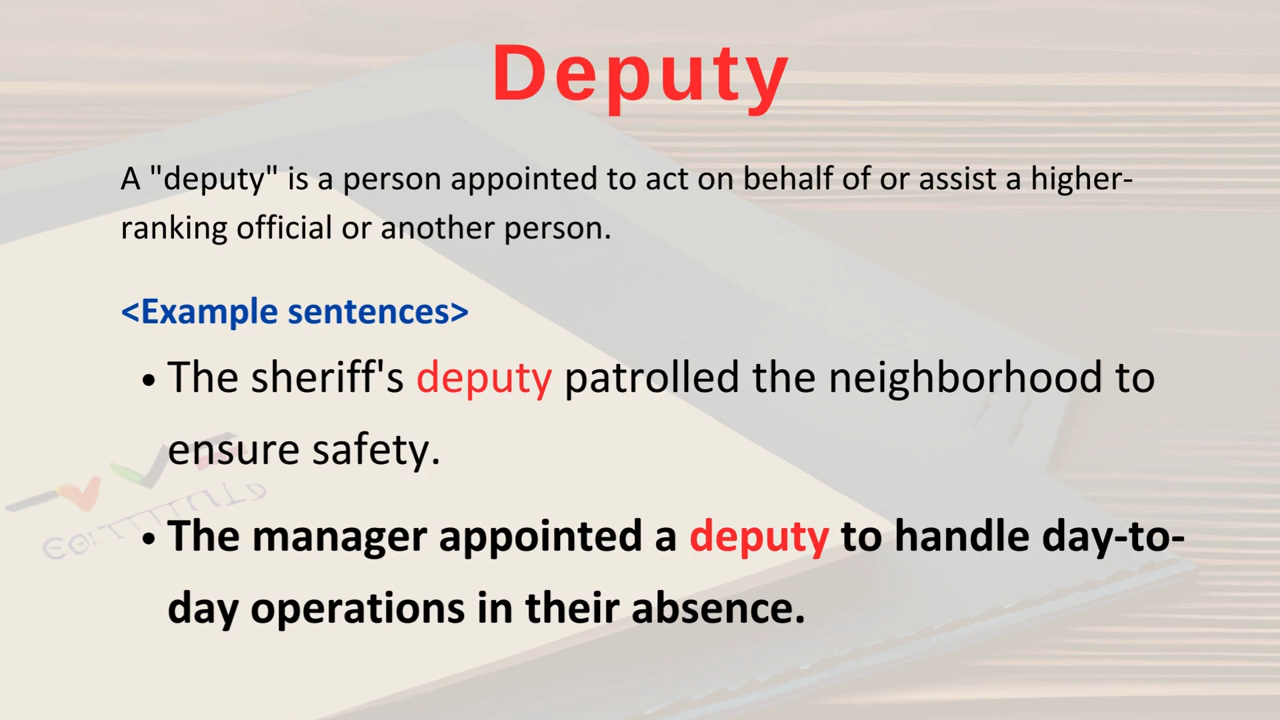 Deputy
A "deputy" is a person appointed to act on behalf of or assist a higher-
ranking official or another person.
<Example sentences>
• The sheriff's deputy patrolled the neighborhood to
ensure safety.
• The manager appointed a deputy to handle day-to-
day operations in their absence.